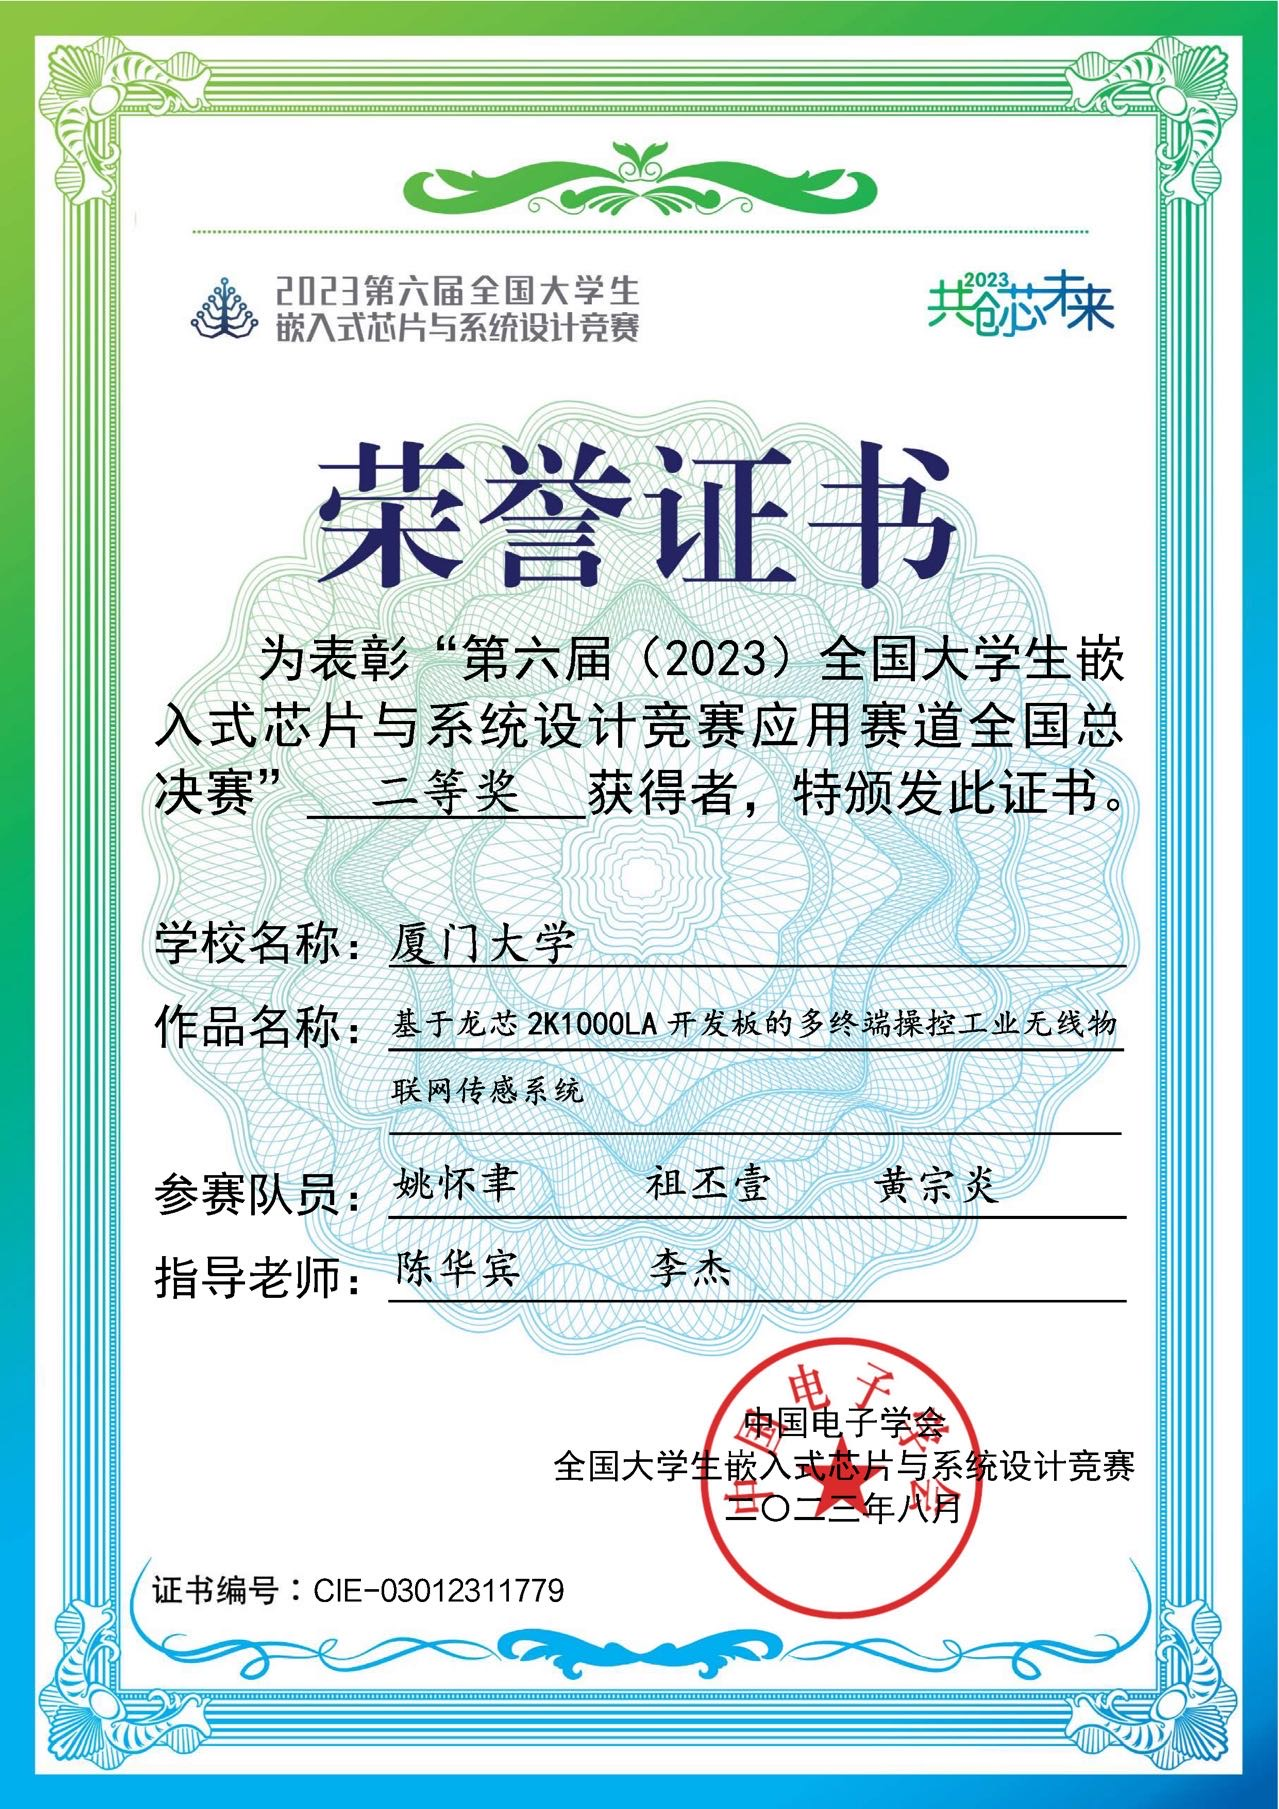 2023第六届全国大学生
嵌入式芯片与系统设计竞赛
2023
共创芯未来
荣誉证书
为表彰“第六届（2023）全国大学生嵌
入式芯片与系统设计竞赛应用赛道全国总
决赛” 二等奖 获得者，特颁发此证书。
学校名称：厦门大学
作品名称：基于龙芯2K1000LA开发板的多终端操控工业无线物
联网传感系统
参赛队员：姚怀聿 祖丕壹 黄宗炎
指导老师：陈华宾 李杰
中国电子学会
中国电子学会
全国大学生嵌入式芯片与系统设计竞赛
二〇二三年八月
证书编号：CIE-03012311779